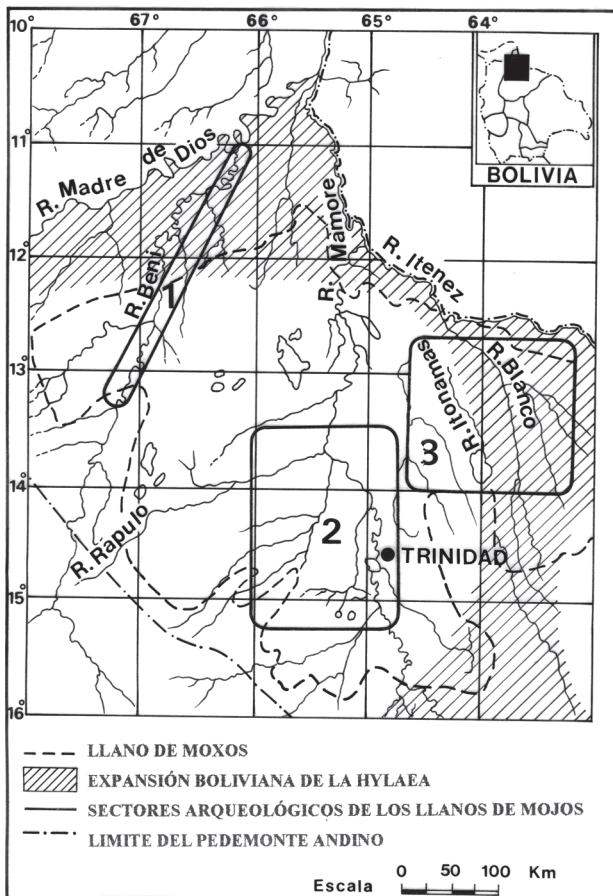 67° 66° 65° 64°
10°
BOLIVIA
11°
R. Madre de Dios
12°
R. Beni
1
R. Mamore
R. Itenez
13°
R. Itonamas
R. Blanco
3
14°
2
R. Rapulo
TRINIDAD
15°
16°
LLANO DE MOXOS
EXPANSIÓN BOLIVIANA DE LA HYLAEA
SECTORES ARQUEOLÓGICOS DE LOS LLANOS DE MOJOS
LIMITE DEL PEDEMONTE ANDINO
Escala 0 50 100 Km